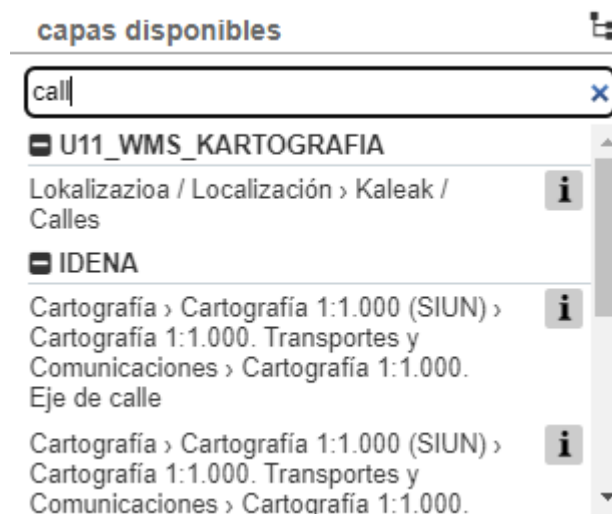 capas disponibles
call
U11_WMS_KARTOGRAFIA
Lokalizazioa / Localización › Kaleak /
Calles
IDENA
Cartografía › Cartografía 1:1.000 (SIUN) ›
Cartografía 1:1.000. Transportes y
Comunicaciones › Cartografía 1:1.000.
Eje de calle
Cartografía › Cartografía 1:1.000 (SIUN) ›
Cartografía 1:1.000. Transportes y
Comunicaciones › Cartografía 1:1.000.